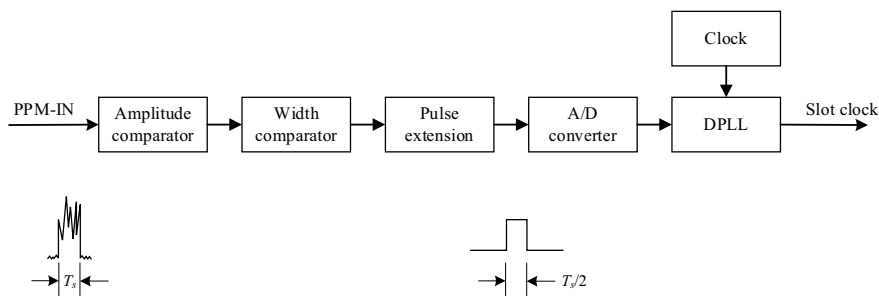 Clock
PPM-IN
Amplitude
comparator
Width
comparator
Pulse
extension
A/D
converter
DPLL
Slot clock
Ts
Ts/2